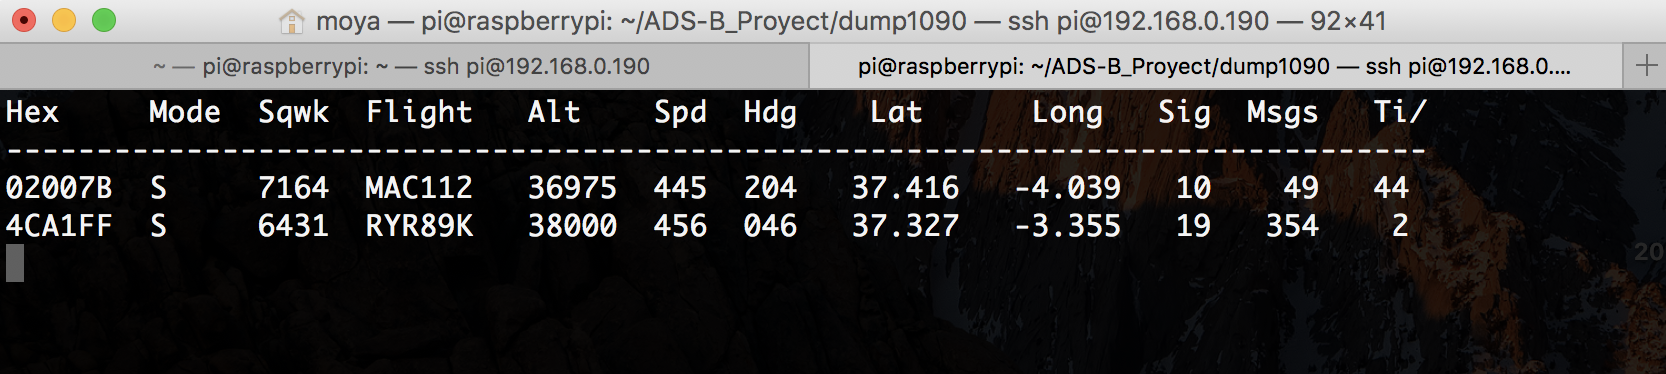 moya — pi@raspberrypi: ~/ADS-B_Proyect/dump1090 — ssh pi@192.168.0.190 — 92×41
~ — pi@raspberrypi: ~ — ssh pi@192.168.0.190 pi@raspberrypi: ~/ADS-B_Proyect/dump1090 — ssh pi@192.168.0.... +
Hex Mode Sqwk Flight Alt Spd Hdg Lat Long Sig Msgs Ti/
-------------------------------------------------------------------------------
02007B S 7164 MAC112 36975 445 204 37.416 -4.039 10 49 44
4CA1FF S 6431 RYR89K 38000 456 046 37.327 -3.355 19 354 2
20